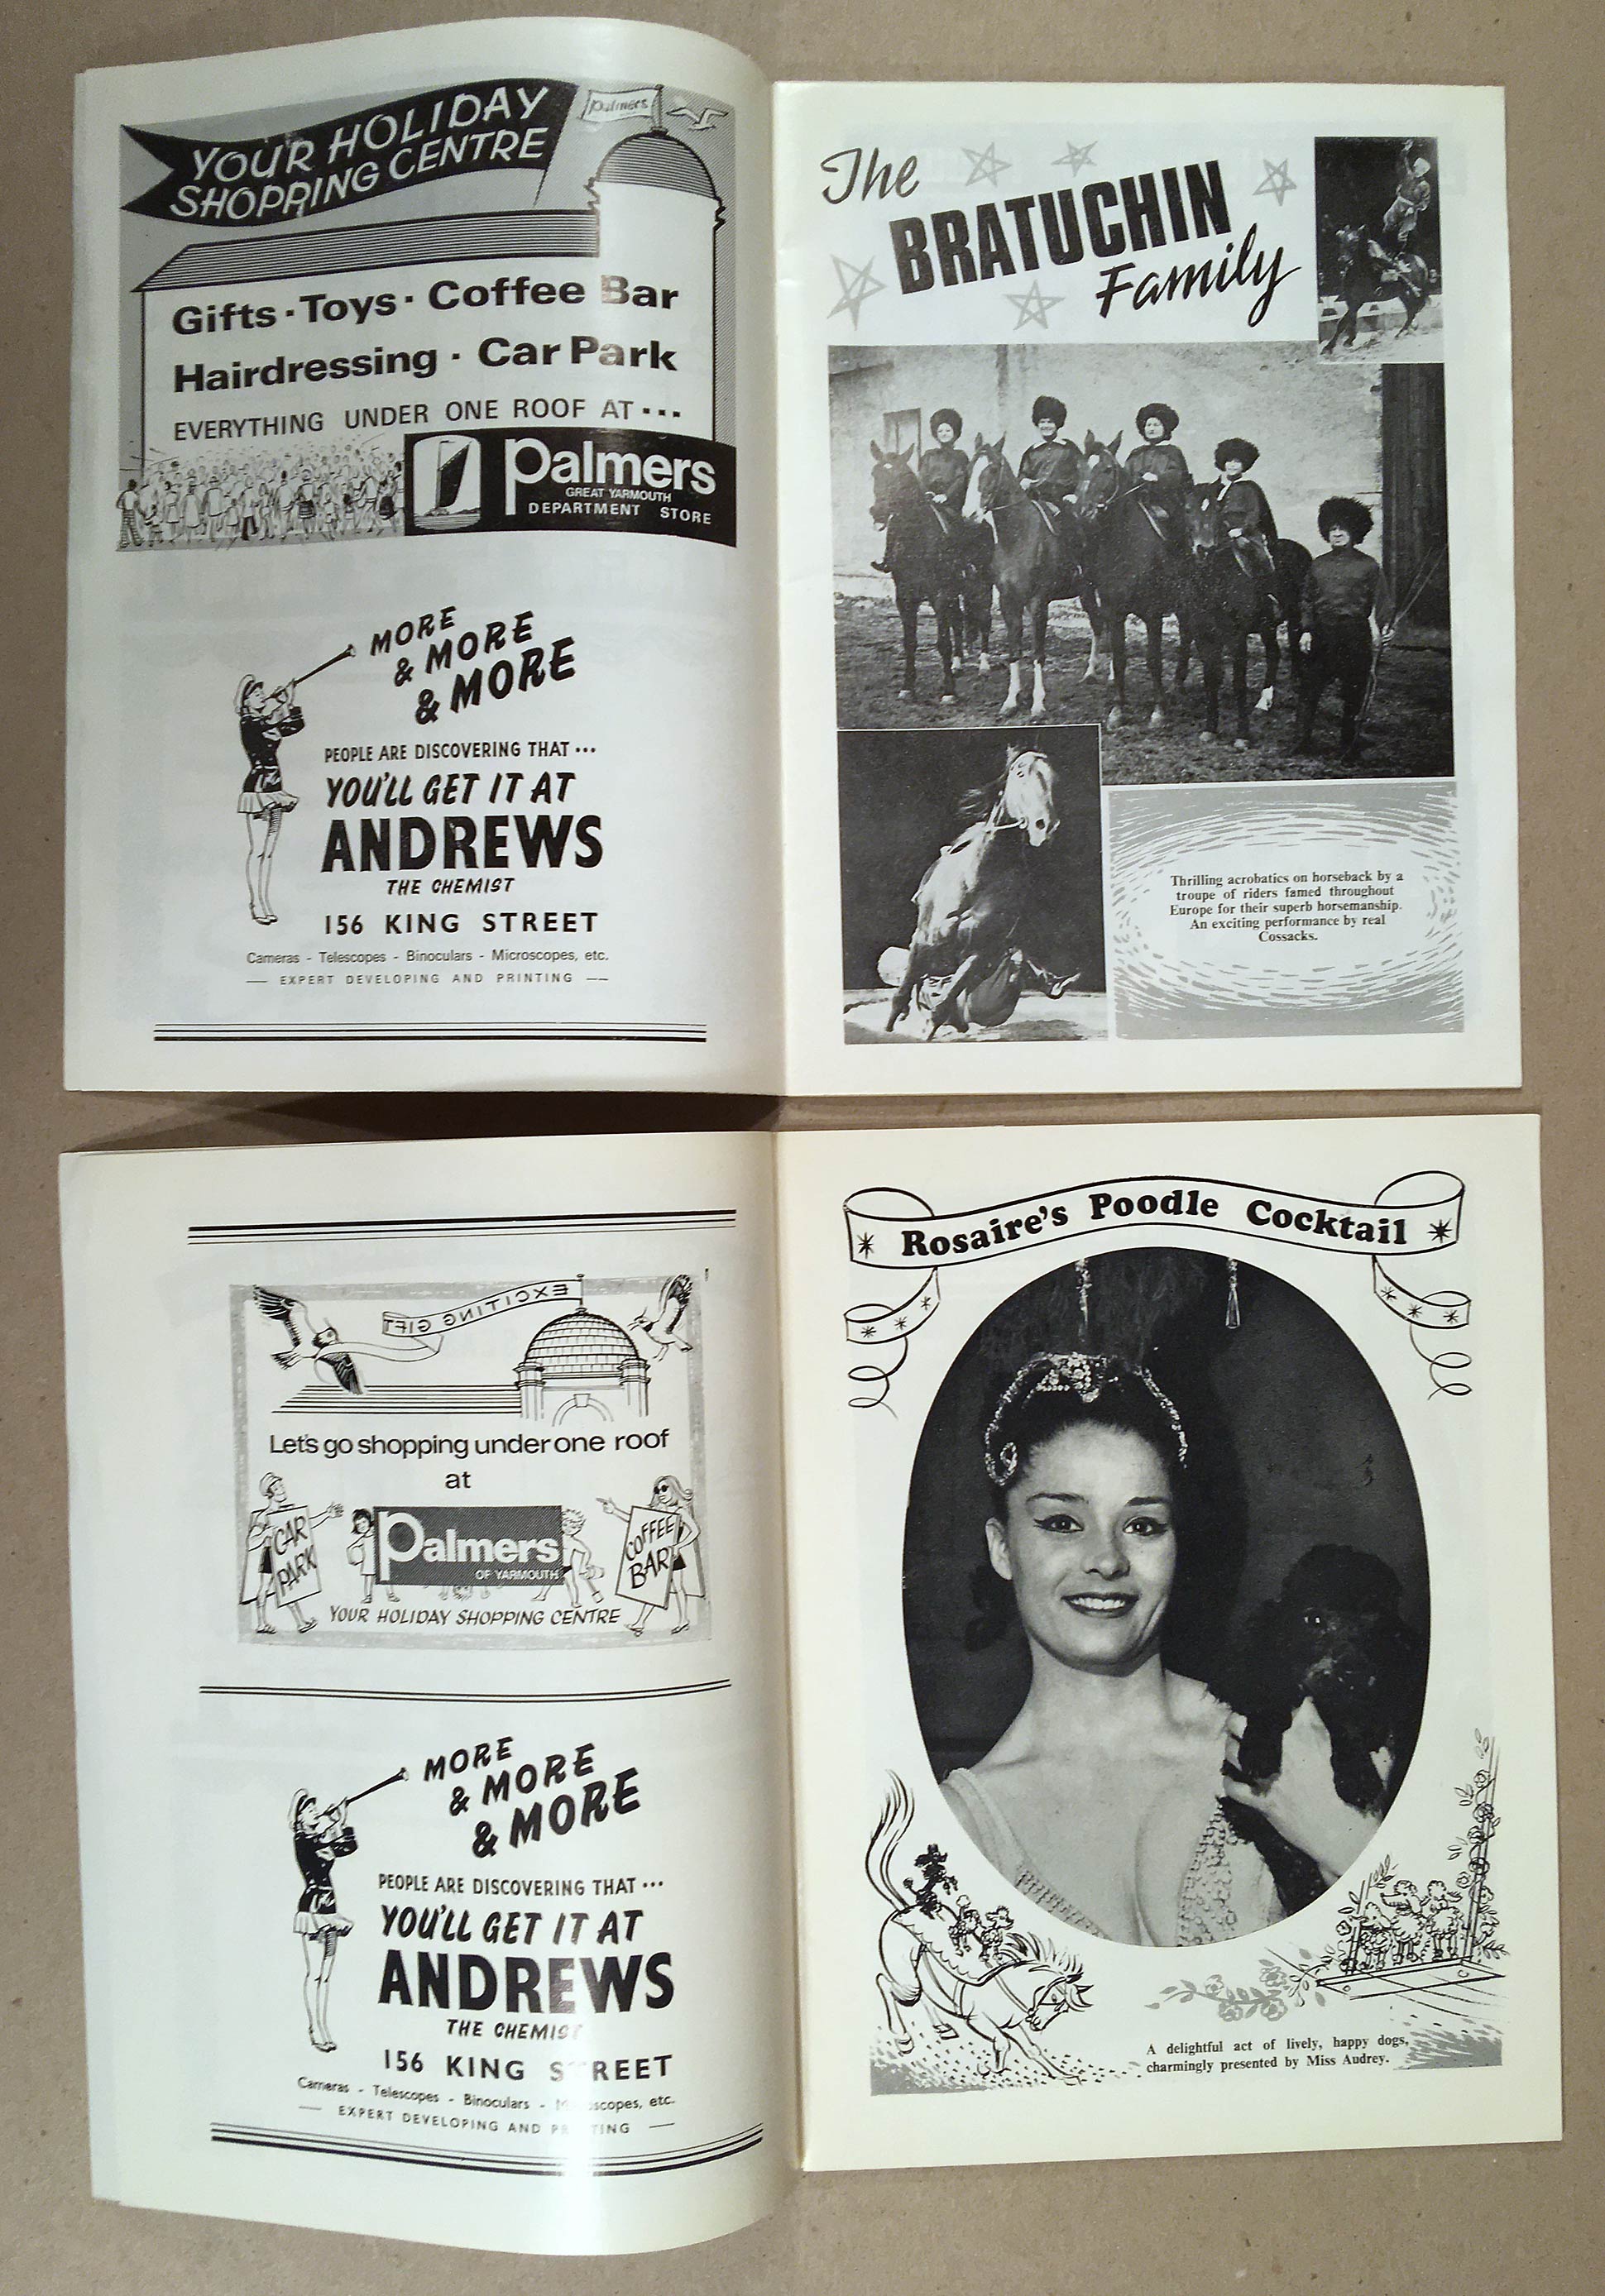 YOUR HOLIDAY
SHOPPING CENTRE
Palmers
Gifts · Toys · Coffee Bar
Hairdressing · Car Park
EVERYTHING UNDER ONE ROOF AT ...
Palmers
GREAT YARMOUTH
DEPARTMENT STORE
MORE
& MORE
& MORE
PEOPLE ARE DISCOVERING THAT ...
YOU'LL GET IT AT
ANDREWS
THE CHEMIST
156 KING STREET
Cameras - Telescopes - Binoculars - Microscopes, etc.
— EXPERT DEVELOPING AND PRINTING —
The
BRATUCHIN
Family
Thrilling acrobatics on horseback by a
troupe of riders famed throughout
Europe for their superb horsemanship.
An exciting performance by real
Cossacks.
EXCITING GIFT
Let's go shopping under one roof
at
CAR
PARK
Palmers
OF YARMOUTH
COFFEE
BAR
YOUR HOLIDAY SHOPPING CENTRE
MORE
& MORE
& MORE
PEOPLE ARE DISCOVERING THAT ...
YOU'LL GET IT AT
ANDREWS
THE CHEMIST
156 KING STREET
Cameras - Telescopes - Binoculars - Microscopes, etc.
— EXPERT DEVELOPING AND PRINTING —
Rosaire's Poodle Cocktail
A delightful act of lively, happy dogs,
charmingly presented by Miss Audrey.